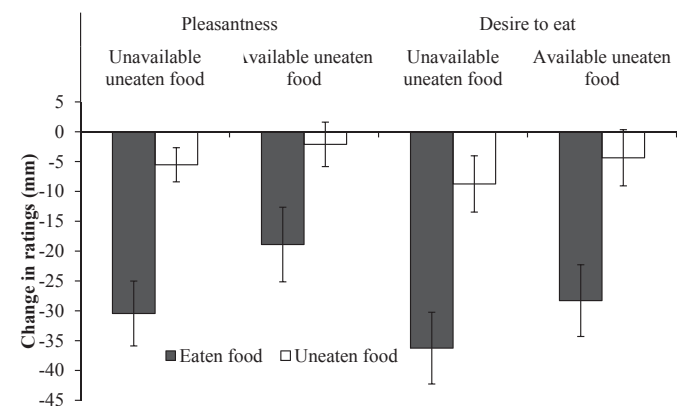 Pleasantness
Desire to eat
Unavailable
uneaten food
Available uneaten
food
Unavailable
uneaten food
Available uneaten
food
Change in ratings (mm)
5
0
-5
-10
-15
-20
-25
-30
-35
-40
-45
Eaten food
Uneaten food